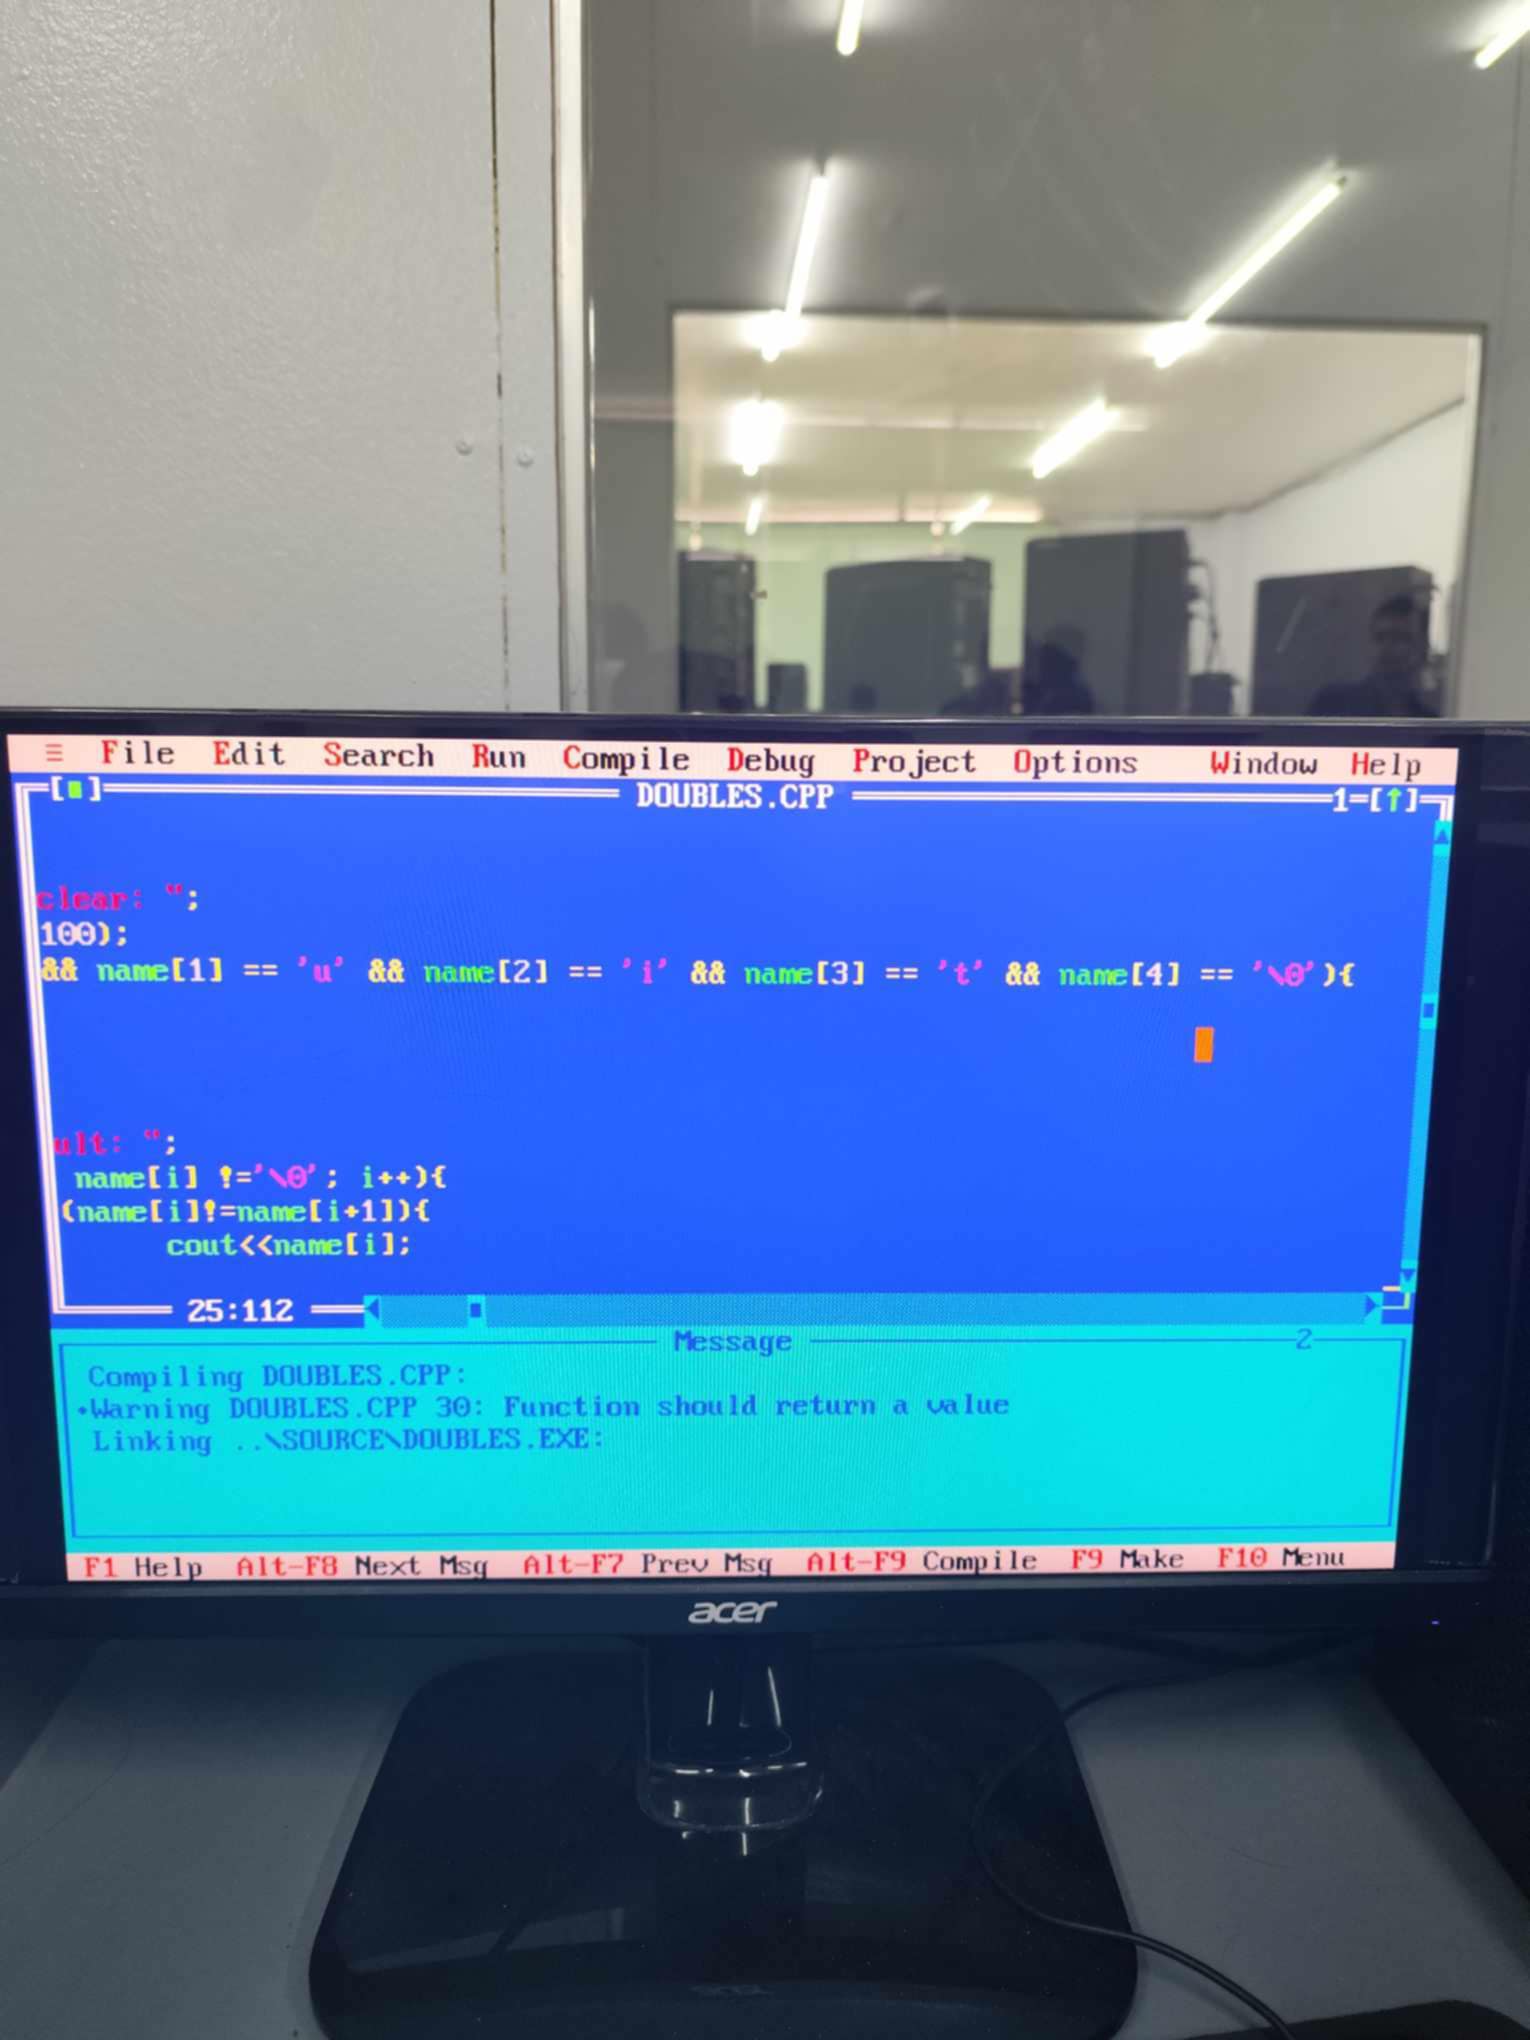 ≡ File Edit Search Run Compile Debug Project Options Window Help
[■] DOUBLES.CPP 1=[↑]
clear: ";
100);
&& name[1] == 'u' && name[2] == 'i' && name[3] == 't' && name[4] == '\0'){
ult: ";
name[i] !='\0'; i++){
(name[i]!=name[i+1]){
cout<<name[i];
25:112
Message 2
Compiling DOUBLES.CPP:
•Warning DOUBLES.CPP 30: Function should return a value
Linking ..\SOURCE\DOUBLES.EXE:
F1 Help Alt-F8 Next Msg Alt-F7 Prev Msg Alt-F9 Compile F9 Make F10 Menu
acer